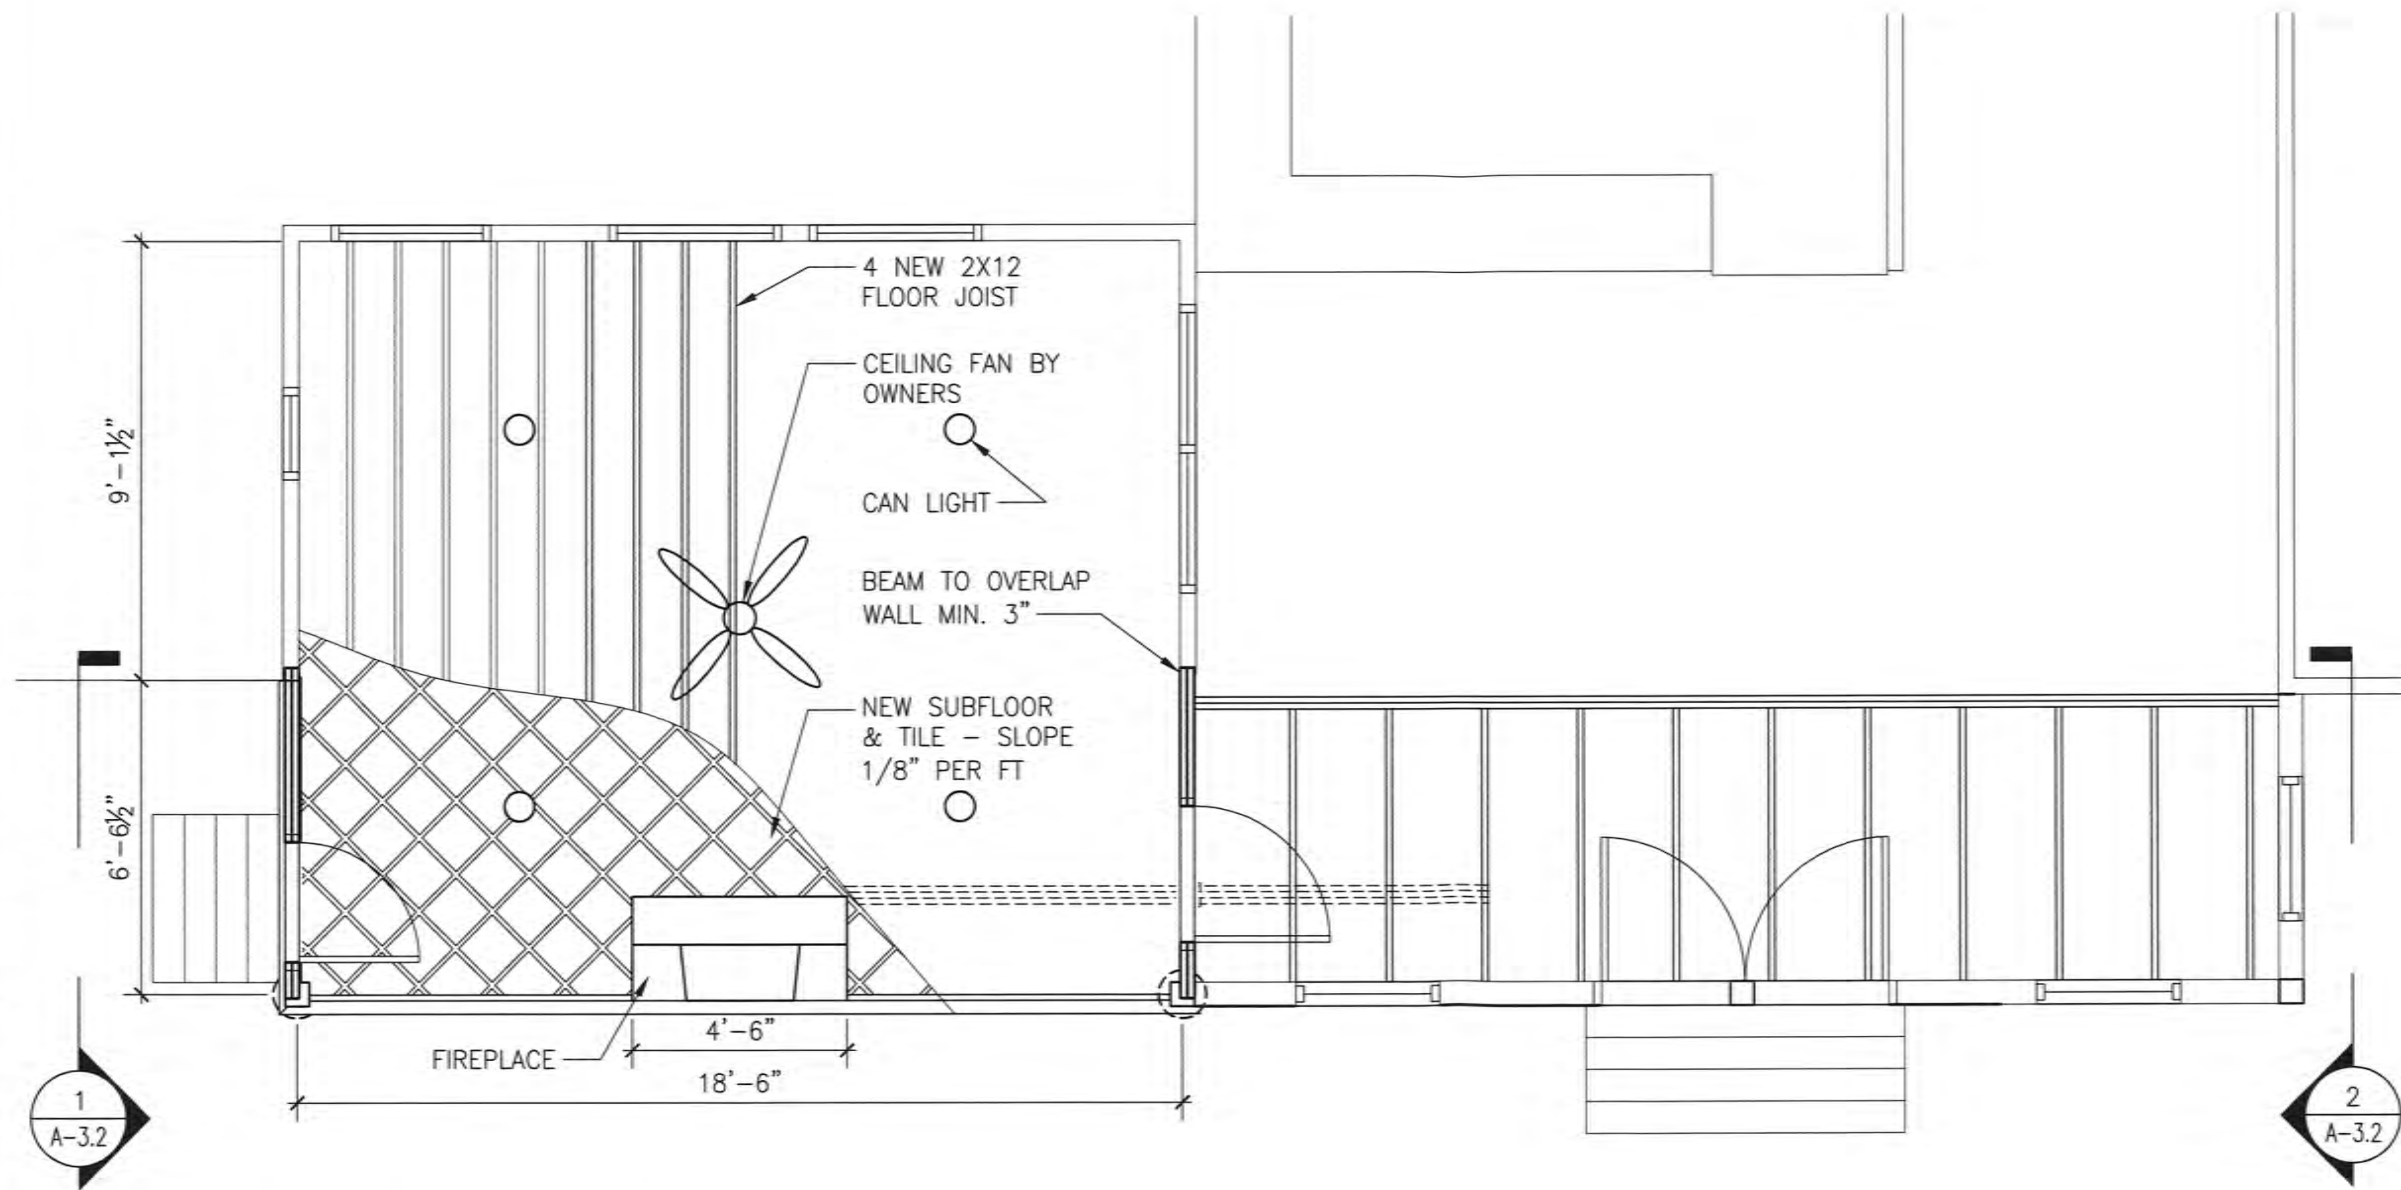 4 NEW 2X12
FLOOR JOIST
CEILING FAN BY
OWNERS
CAN LIGHT
BEAM TO OVERLAP
WALL MIN. 3"
NEW SUBFLOOR
& TILE – SLOPE
1/8" PER FT
9'–1½"
6'–6½"
4'–6"
FIREPLACE
18'–6"
1
A–3.2
2
A–3.2